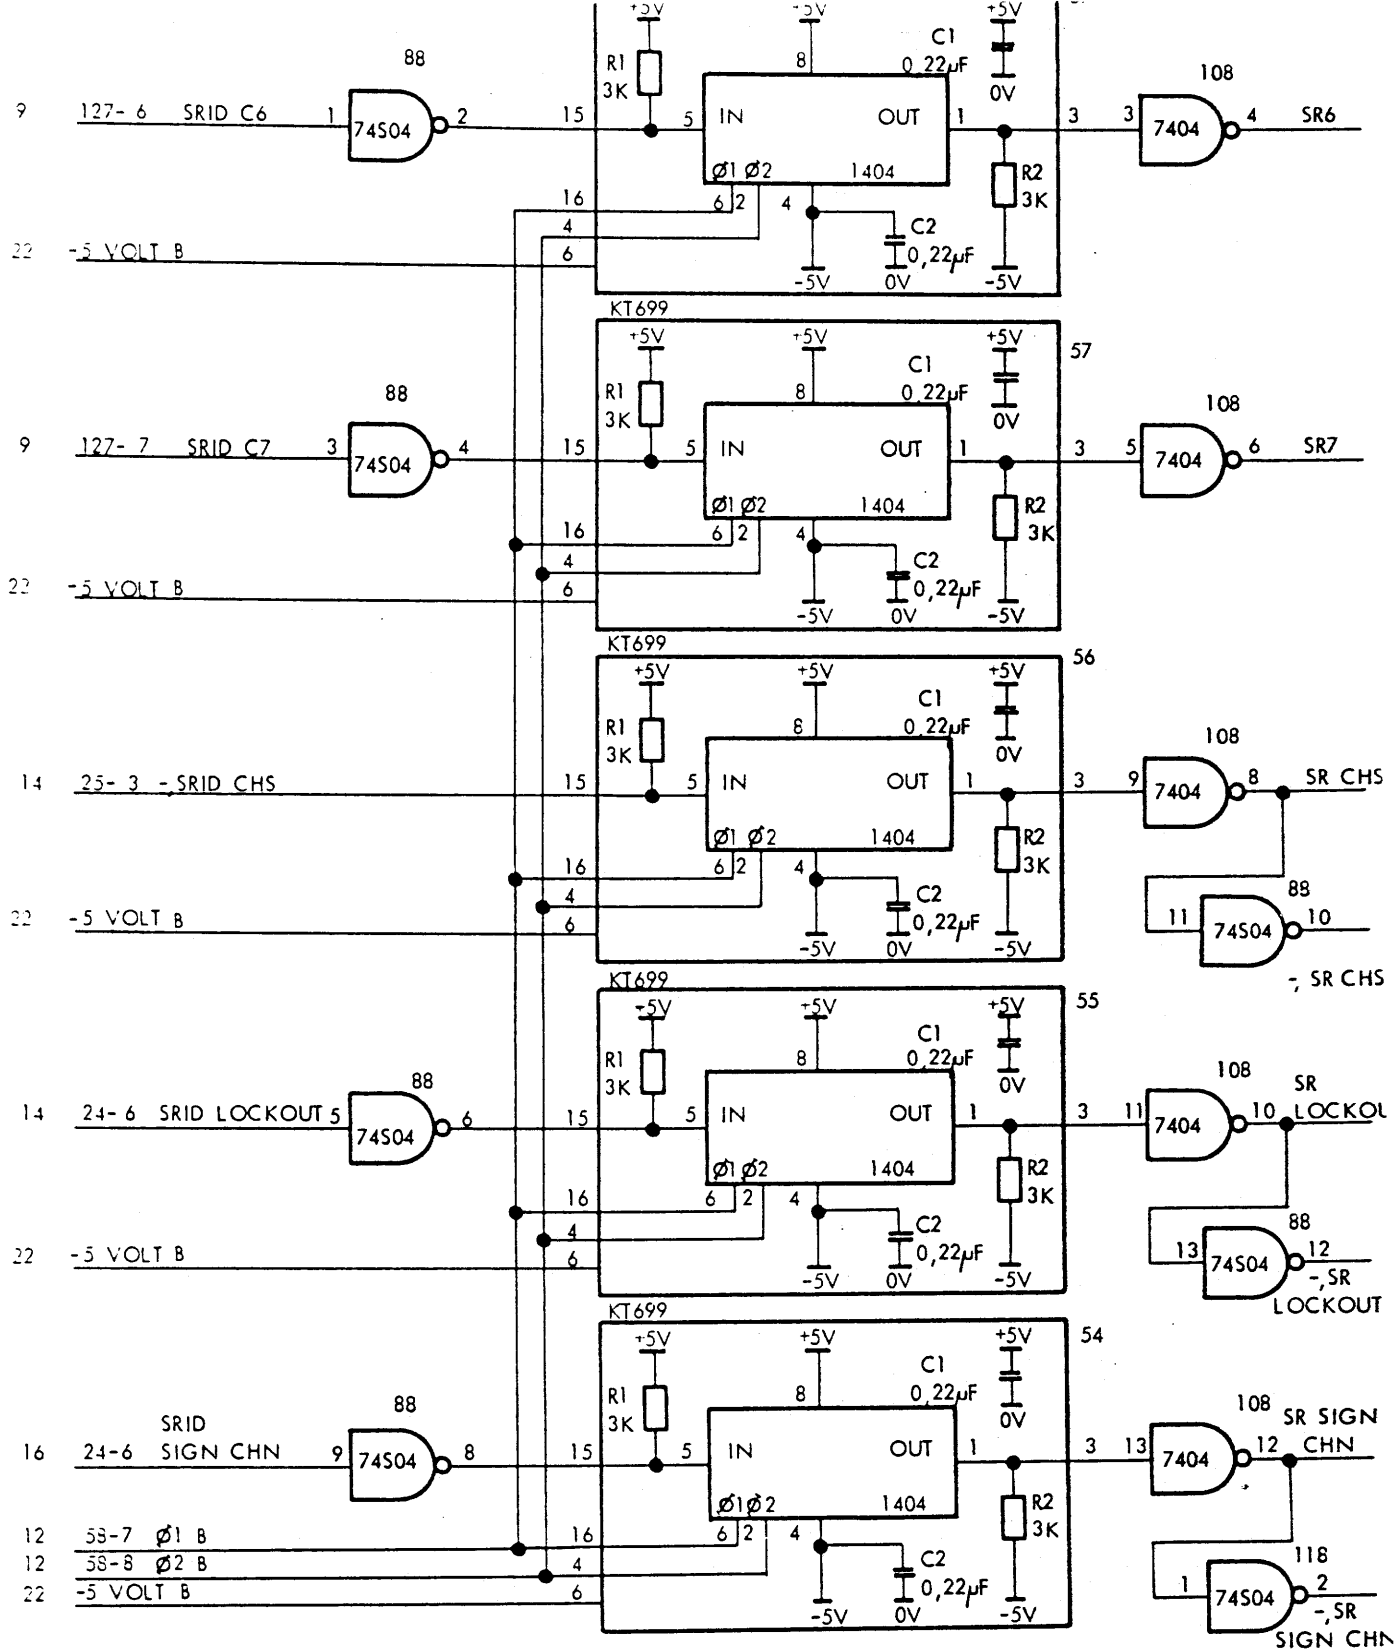 +5V +5V +5V
88 R1 3K 8 C1 0,22µF 0V 108
9 127- 6 SRID C6 1 74S04 2 15 5 IN OUT 1 3 3 7404 4 SR6
Ø1 Ø2 1404 R2 3K
16 6 2 4
4 C2 0,22µF
22 -5 VOLT B 6 -5V 0V -5V
KT699
+5V +5V +5V 57
88 R1 3K 8 C1 0,22µF 0V 108
9 127- 7 SRID C7 3 74S04 4 15 5 IN OUT 1 3 5 7404 6 SR7
Ø1 Ø2 1404 R2 3K
16 6 2 4
4 C2 0,22µF
22 -5 VOLT B 6 -5V 0V -5V
KT699
+5V +5V +5V 56
R1 3K 8 C1 0,22µF 0V 108
14 25- 3 -,SRID CHS 15 5 IN OUT 1 3 9 7404 8 SR CHS
Ø1 Ø2 1404 R2 3K
16 6 2 4 88
4 C2 0,22µF 11 74S04 10
22 -5 VOLT B 6 -5V 0V -5V
-, SR CHS
KT699
+5V +5V +5V 55
88 R1 3K 8 C1 0,22µF 0V 108 SR
14 24- 6 SRID LOCKOUT 5 74S04 6 15 5 IN OUT 1 3 11 7404 10 LOCKOU
Ø1 Ø2 1404 R2 3K
16 6 2 4 88
4 C2 0,22µF 13 74S04 12
22 -5 VOLT B 6 -5V 0V -5V -,SR
LOCKOUT
KT699
+5V +5V +5V 54
88 R1 3K 8 C1 0,22µF 0V 108 SR SIGN
SRID CHN
16 24-6 SIGN CHN 9 74S04 8 15 5 IN OUT 1 3 13 7404 12
Ø1 Ø2 1404 R2 3K
12 58-7 Ø1 B 16 6 2 4 118
12 58-8 Ø2 B 4 C2 0,22µF 1 74S04 2
22 -5 VOLT B 6 -5V 0V -5V -,SR
SIGN CHN